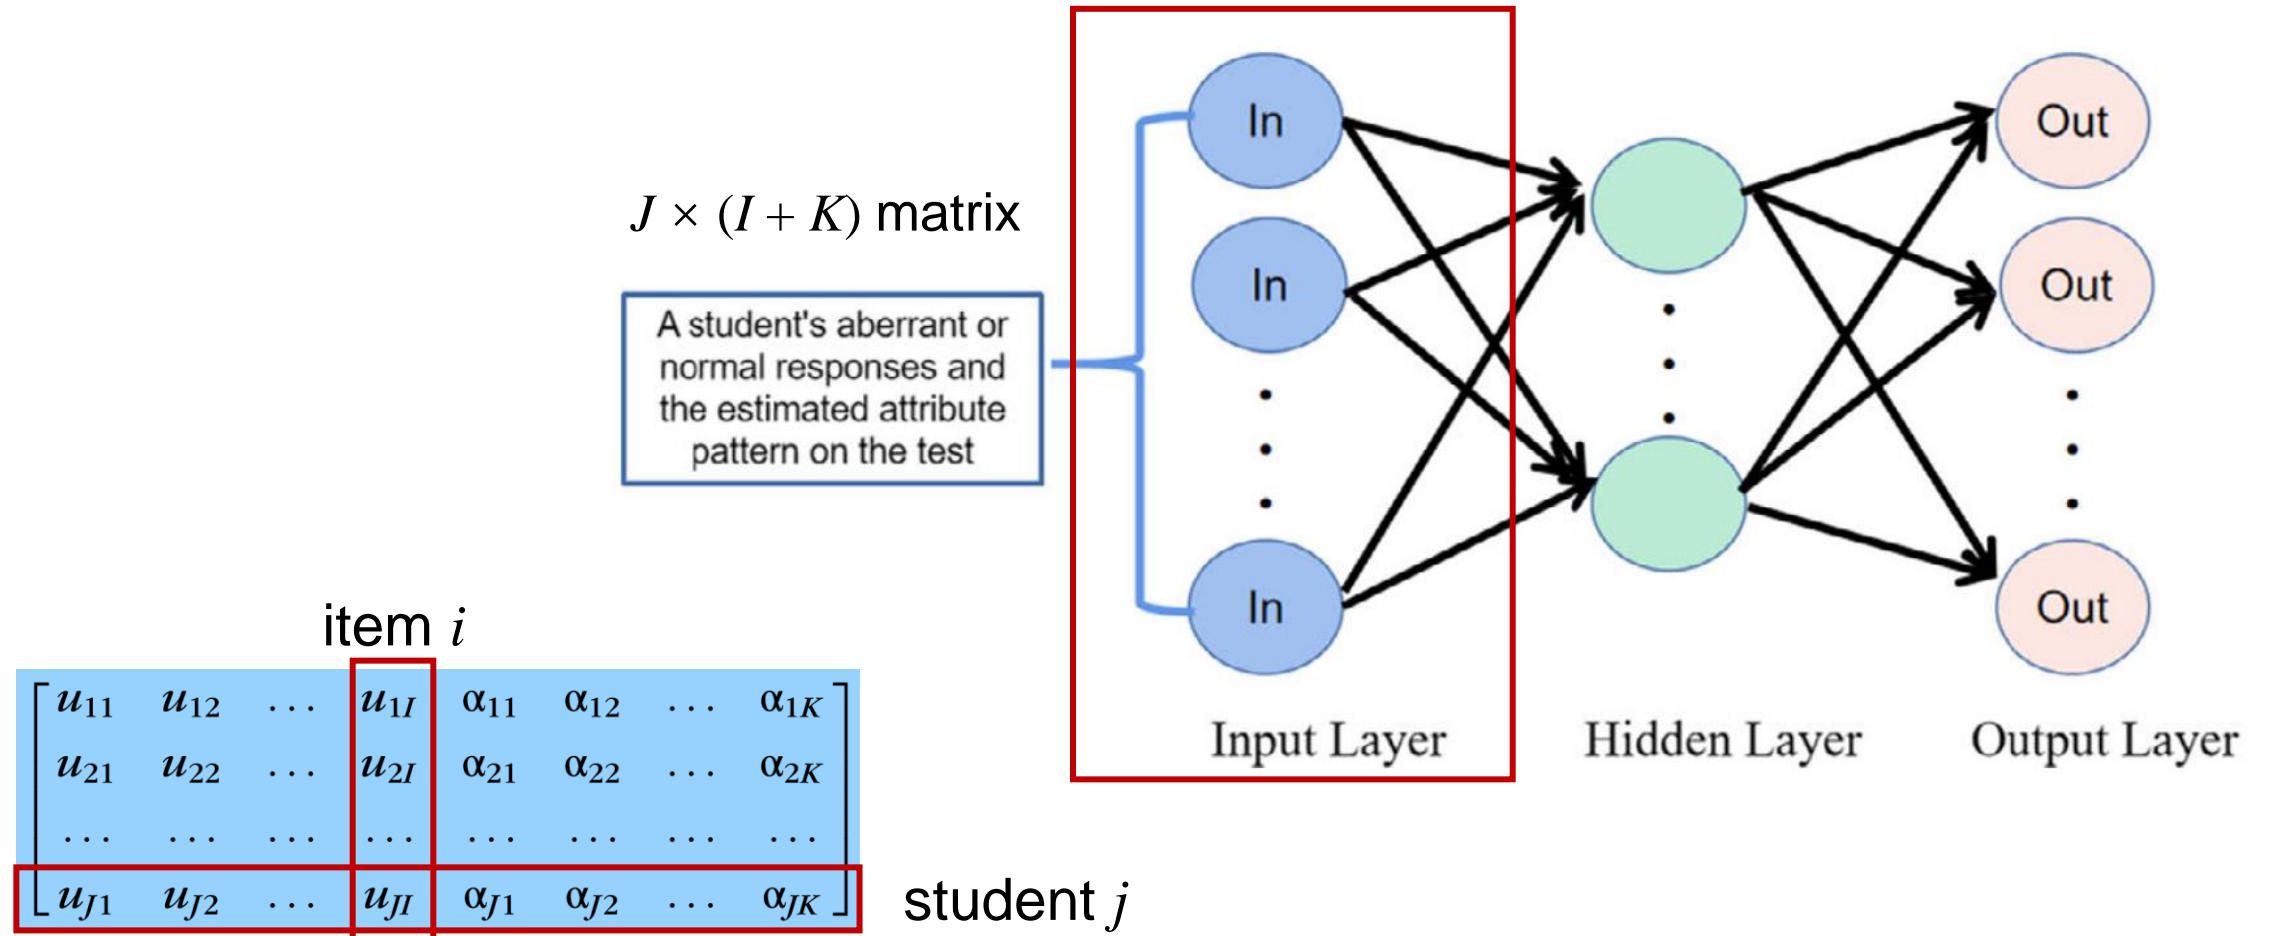 J × (I + K) matrix
A student's aberrant or
normal responses and
the estimated attribute
pattern on the test
In
In
In
Out
Out
Out
Input Layer
Hidden Layer
Output Layer
item i
u₁₁ u₁₂ ... u₁I α₁₁ α₁₂ ... α₁K
u₂₁ u₂₂ ... u₂I α₂₁ α₂₂ ... α₂K
... ... ... ... ... ... ... ...
uJ1 uJ2 ... uJI αJ1 αJ2 ... αJK
student j